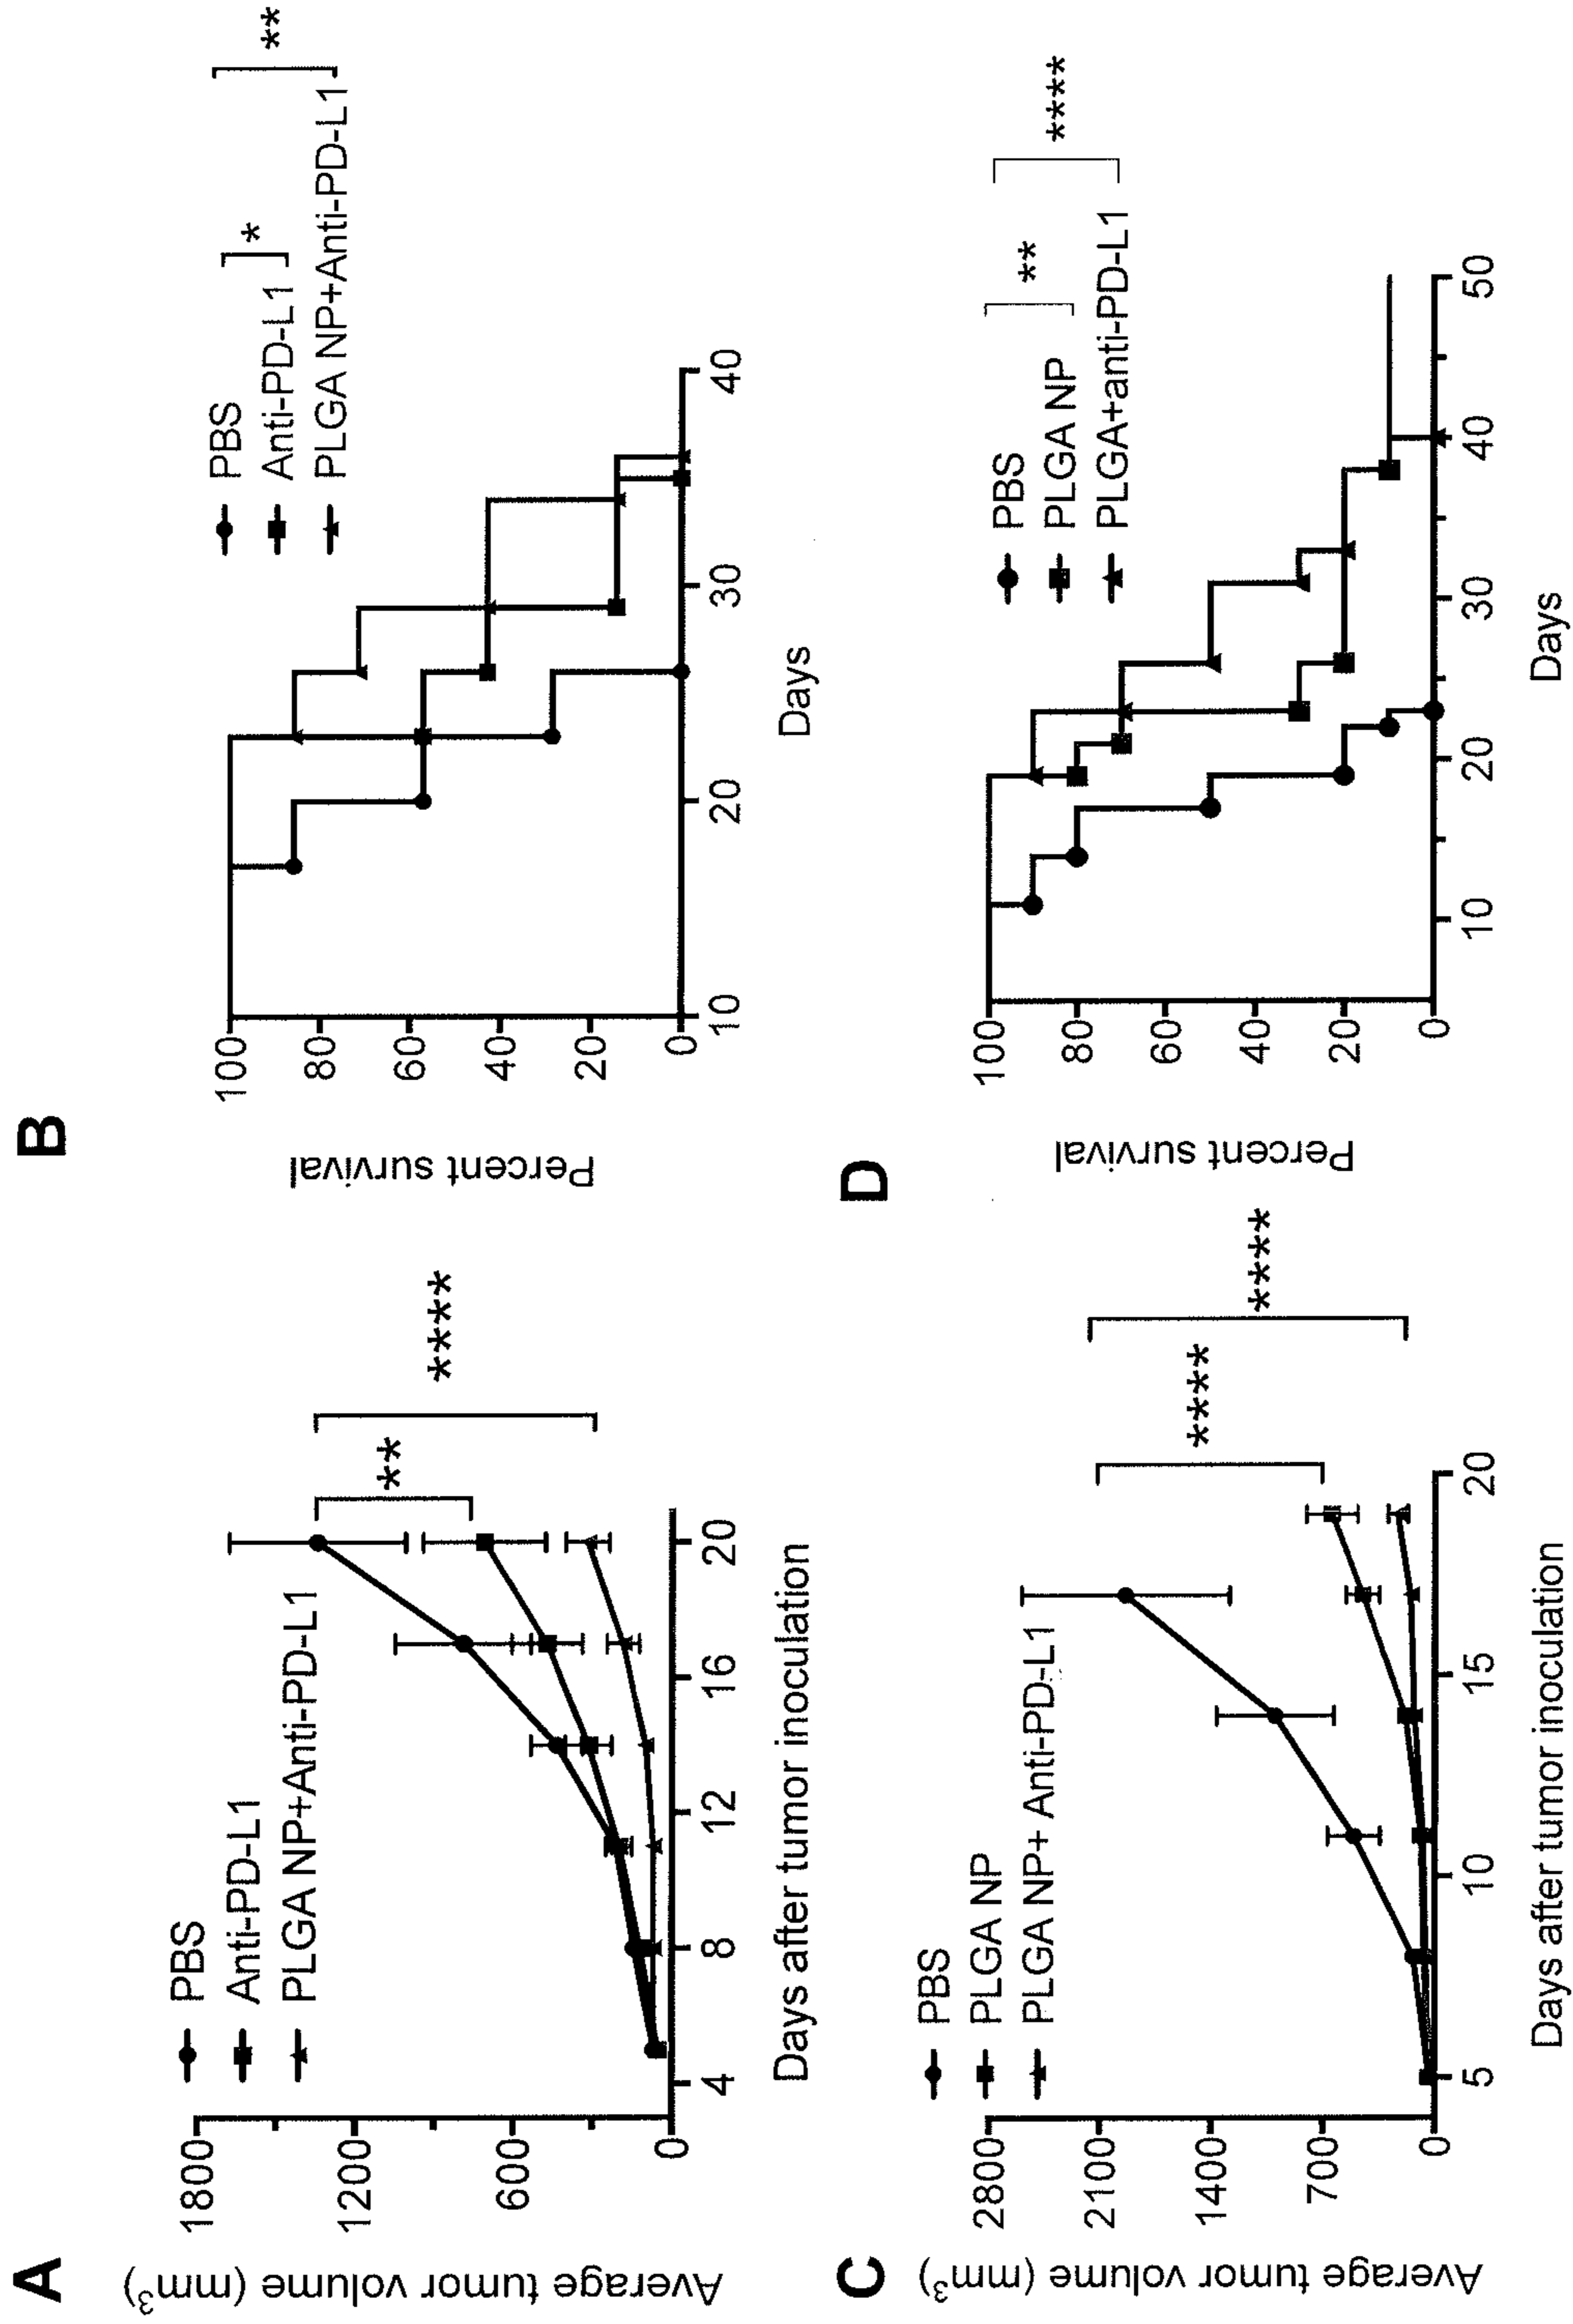 A
Average tumor volume (mm³)
1800
1200
600
0
4
8
12
16
20
Days after tumor inoculation
PBS
Anti-PD-L1
PLGA NP+Anti-PD-L1
**
****
B
Percent survival
100
80
60
40
20
0
10
20
30
40
Days
PBS
Anti-PD-L1
PLGA NP+Anti-PD-L1
*
**
C
Average tumor volume (mm³)
2800
2100
1400
700
0
5
10
15
20
Days after tumor inoculation
PBS
PLGA NP
PLGA NP+ Anti-PD-L1
****
****
D
Percent survival
100
80
60
40
20
0
10
20
30
40
50
Days
PBS
PLGA NP
PLGA+anti-PD-L1
**
****